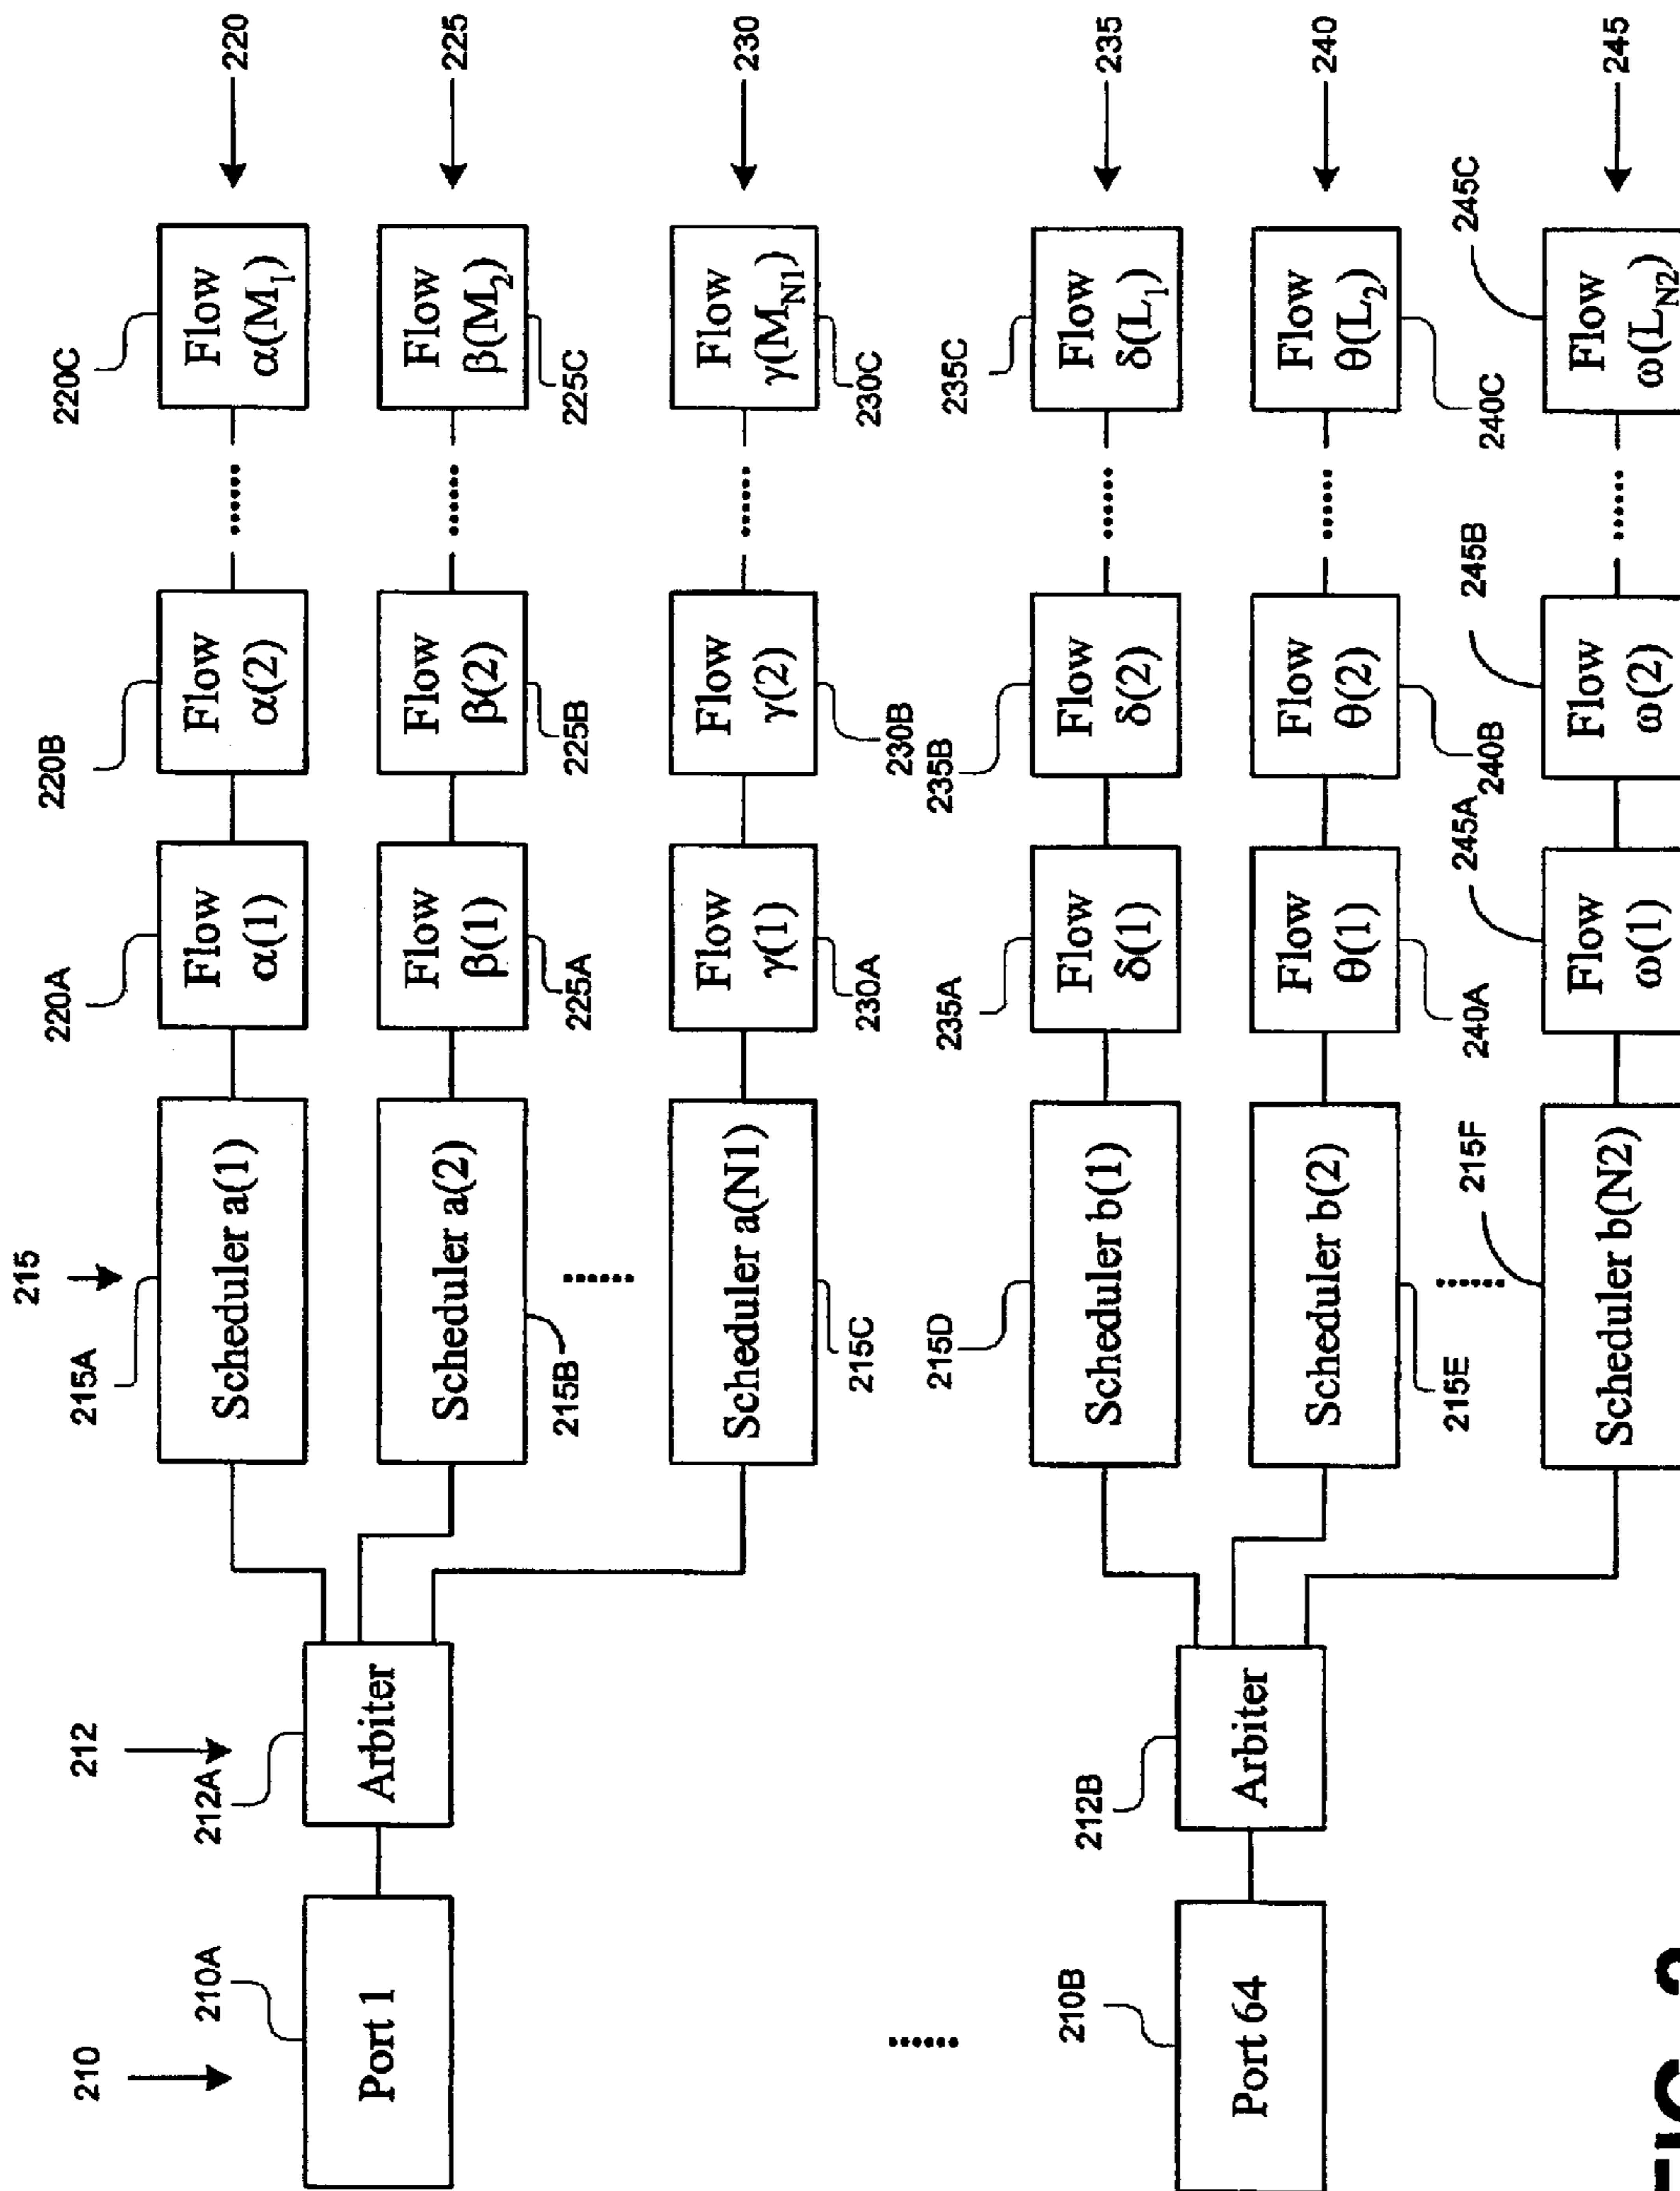 210
210A
Port 1
212
212A
Arbiter
215
215A
Scheduler a(1)
220A
Flow
α(1)
220B
Flow
α(2)
......
220C
Flow
α(M₁)
220
Scheduler a(2)
215B
Flow
β(1)
225A
Flow
β(2)
225B
......
Flow
β(M₂)
225C
225
......
Scheduler a(N1)
215C
Flow
γ(1)
230A
Flow
γ(2)
230B
......
Flow
γ(M_N1)
230C
230
......
210B
Port 64
212B
Arbiter
215D
Scheduler b(1)
235A
Flow
δ(1)
235B
Flow
δ(2)
......
235C
Flow
δ(L₁)
235
Scheduler b(2)
215E
Flow
θ(1)
240A
Flow
θ(2)
240B
......
Flow
θ(L₂)
240C
240
......
215F
Scheduler b(N2)
245A
Flow
ω(1)
245B
Flow
ω(2)
......
245C
Flow
ω(L_N2)
245